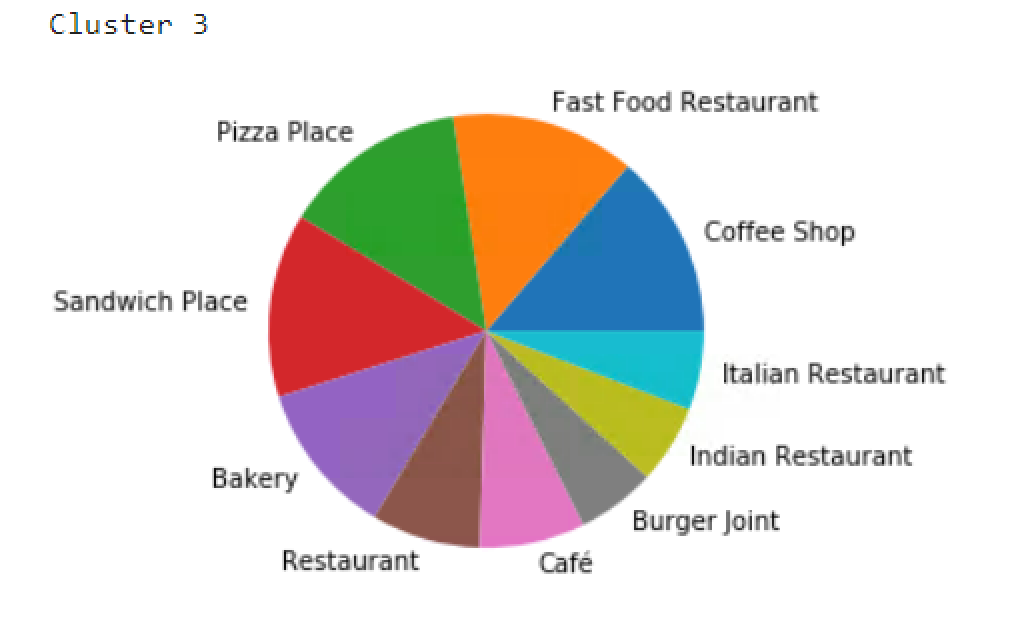 Cluster 3
Fast Food Restaurant
Pizza Place
Coffee Shop
Sandwich Place
Italian Restaurant
Indian Restaurant
Bakery
Burger Joint
Restaurant
Café